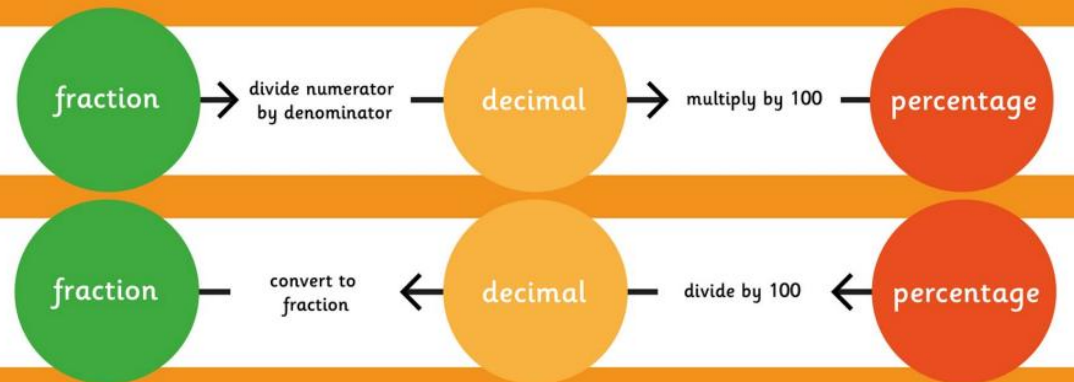 fraction
divide numerator
by denominator
decimal
multiply by 100
percentage
fraction
convert to
fraction
decimal
divide by 100
percentage